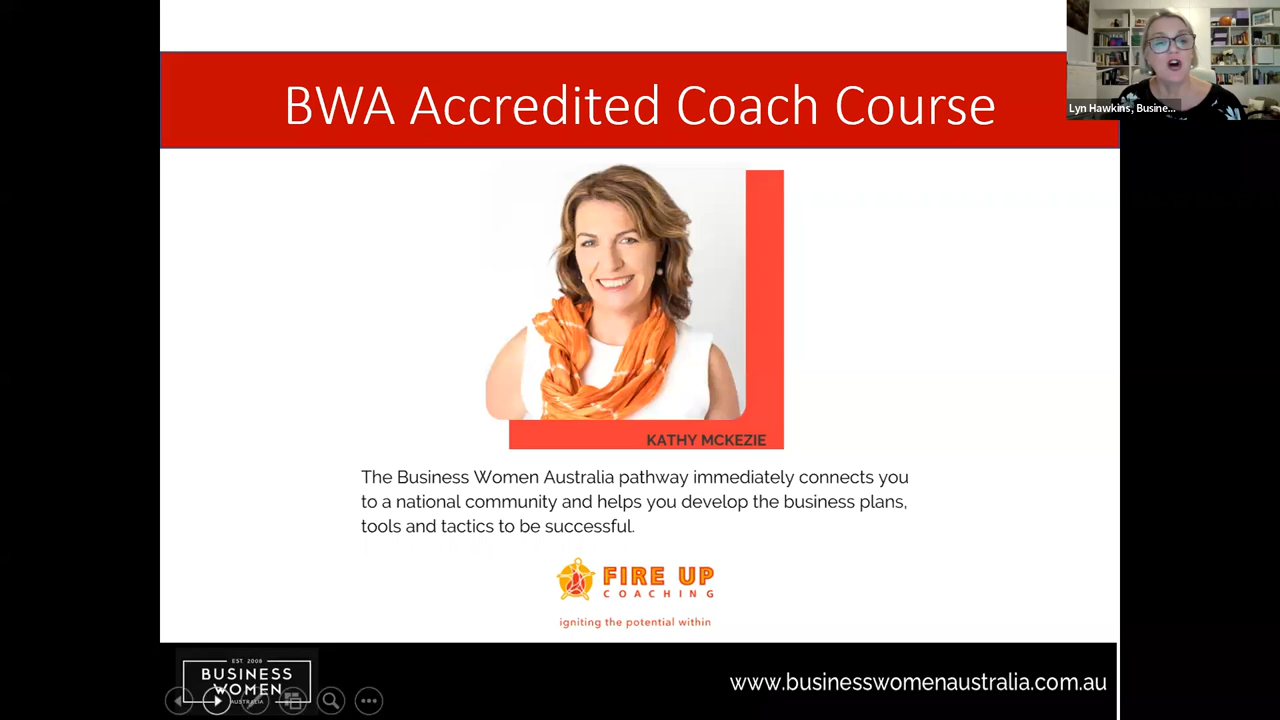 BWA Accredited Coach Course
Lyn Hawkins, Busine...
KATHY MCKEZIE
The Business Women Australia pathway immediately connects you
to a national community and helps you develop the business plans,
tools and tactics to be successful.
FIRE UP
COACHING
igniting the potential within
EST. 2006
BUSINESS
WOMEN
AUSTRALIA
www.businesswomenaustralia.com.au